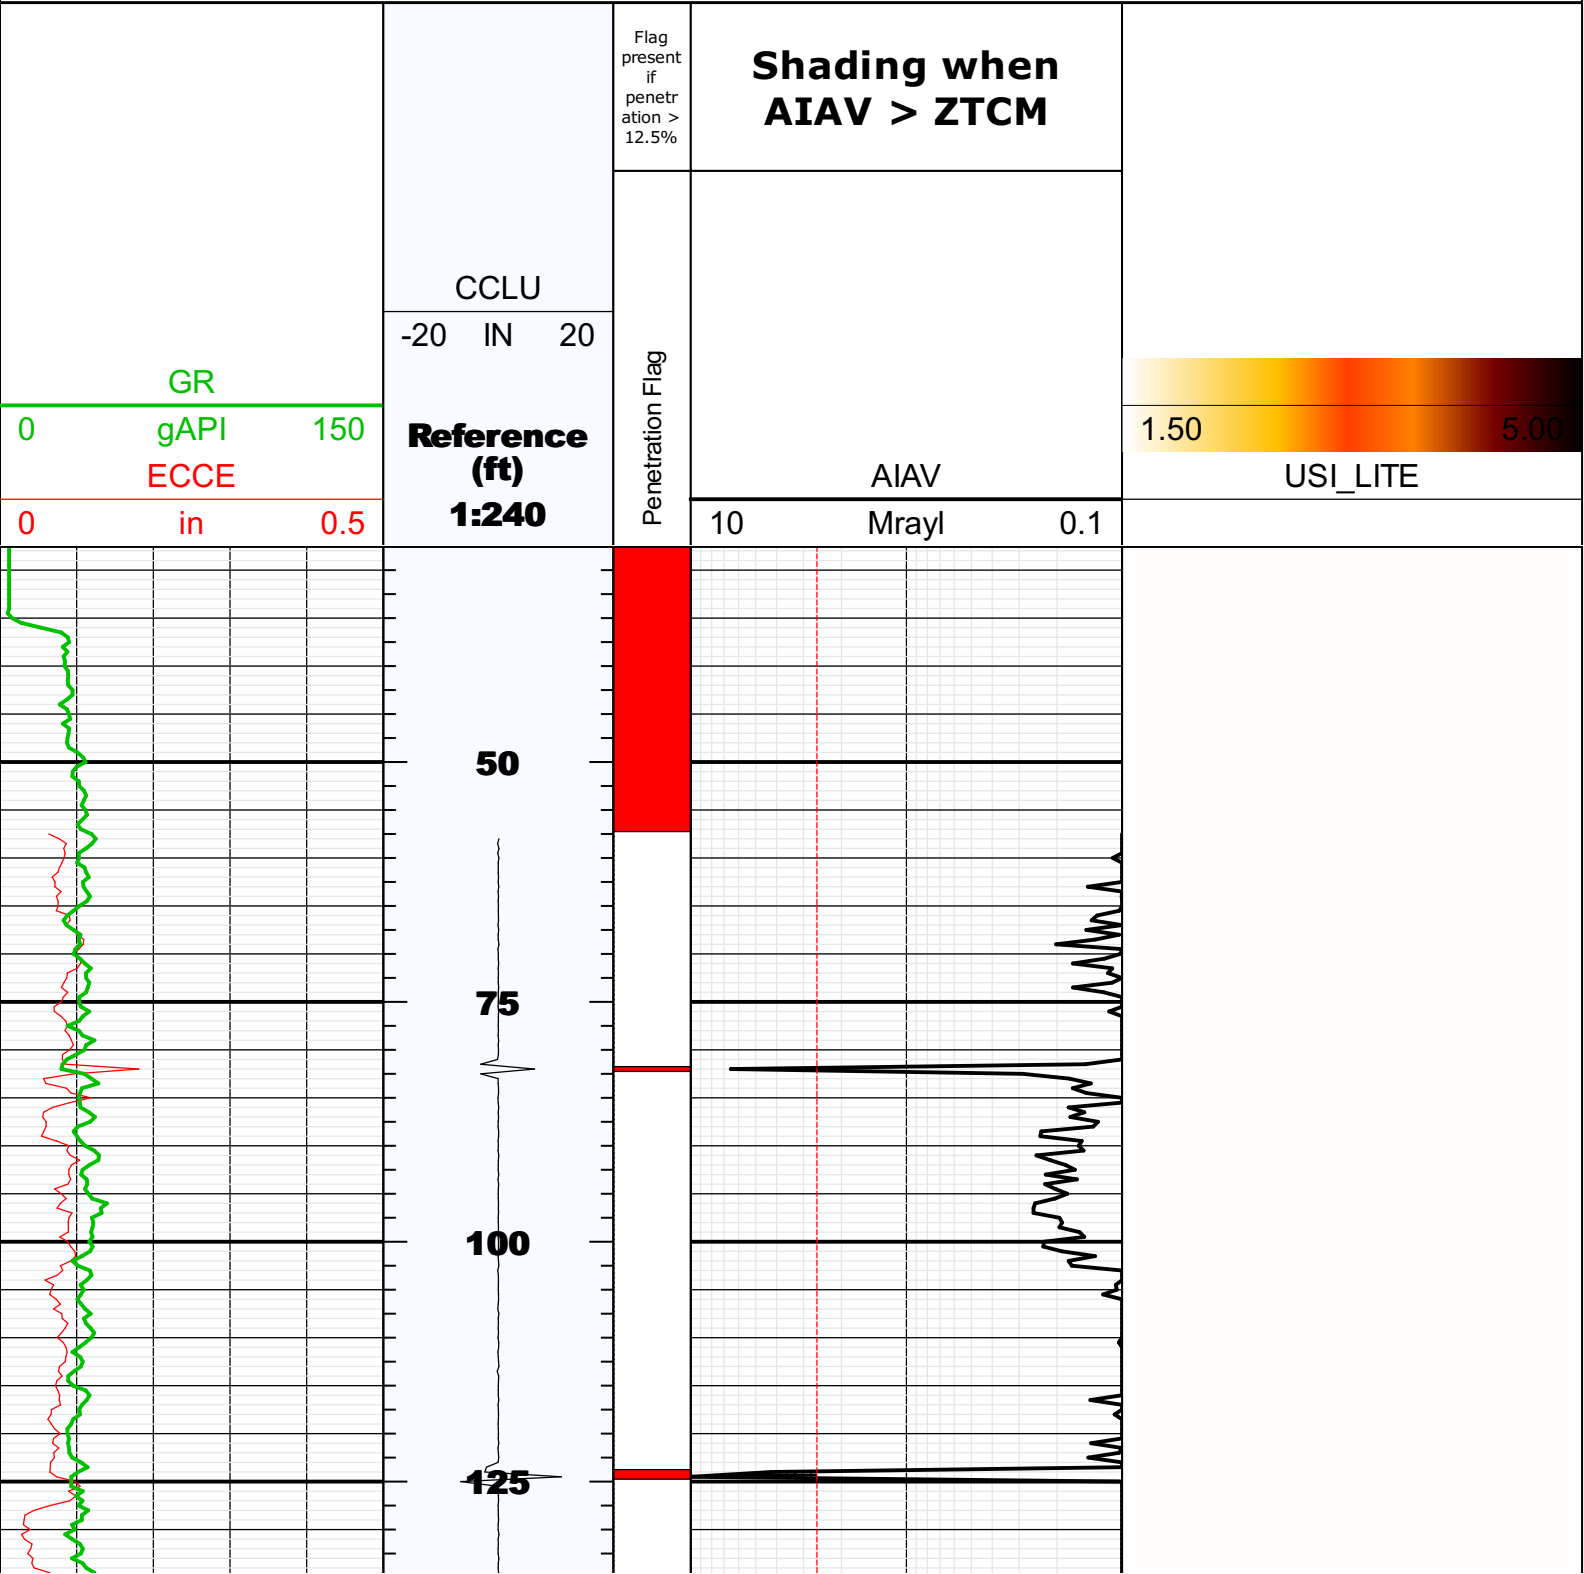 Flag
present
if
penetr
ation >
12.5%
Shading when
AIAV > ZTCM
CCLU
-20 IN 20
GR
0 gAPI 150
ECCE
0 in 0.5
Reference
(ft)
1:240
Penetration Flag
AIAV
10 Mrayl 0.1
1.50 5.00
USI_LITE
50
75
100
125